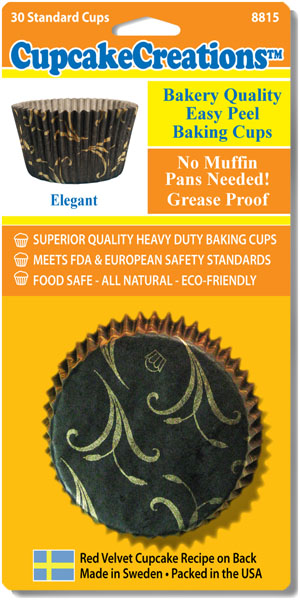 30 Standard Cups 8815
CupcakeCreations™
Bakery Quality
Easy Peel
Baking Cups
No Muffin
Pans Needed!
Grease Proof
Elegant
SUPERIOR QUALITY HEAVY DUTY BAKING CUPS
MEETS FDA & EUROPEAN SAFETY STANDARDS
FOOD SAFE - ALL NATURAL - ECO-FRIENDLY
Red Velvet Cupcake Recipe on Back
Made in Sweden • Packed in the USA